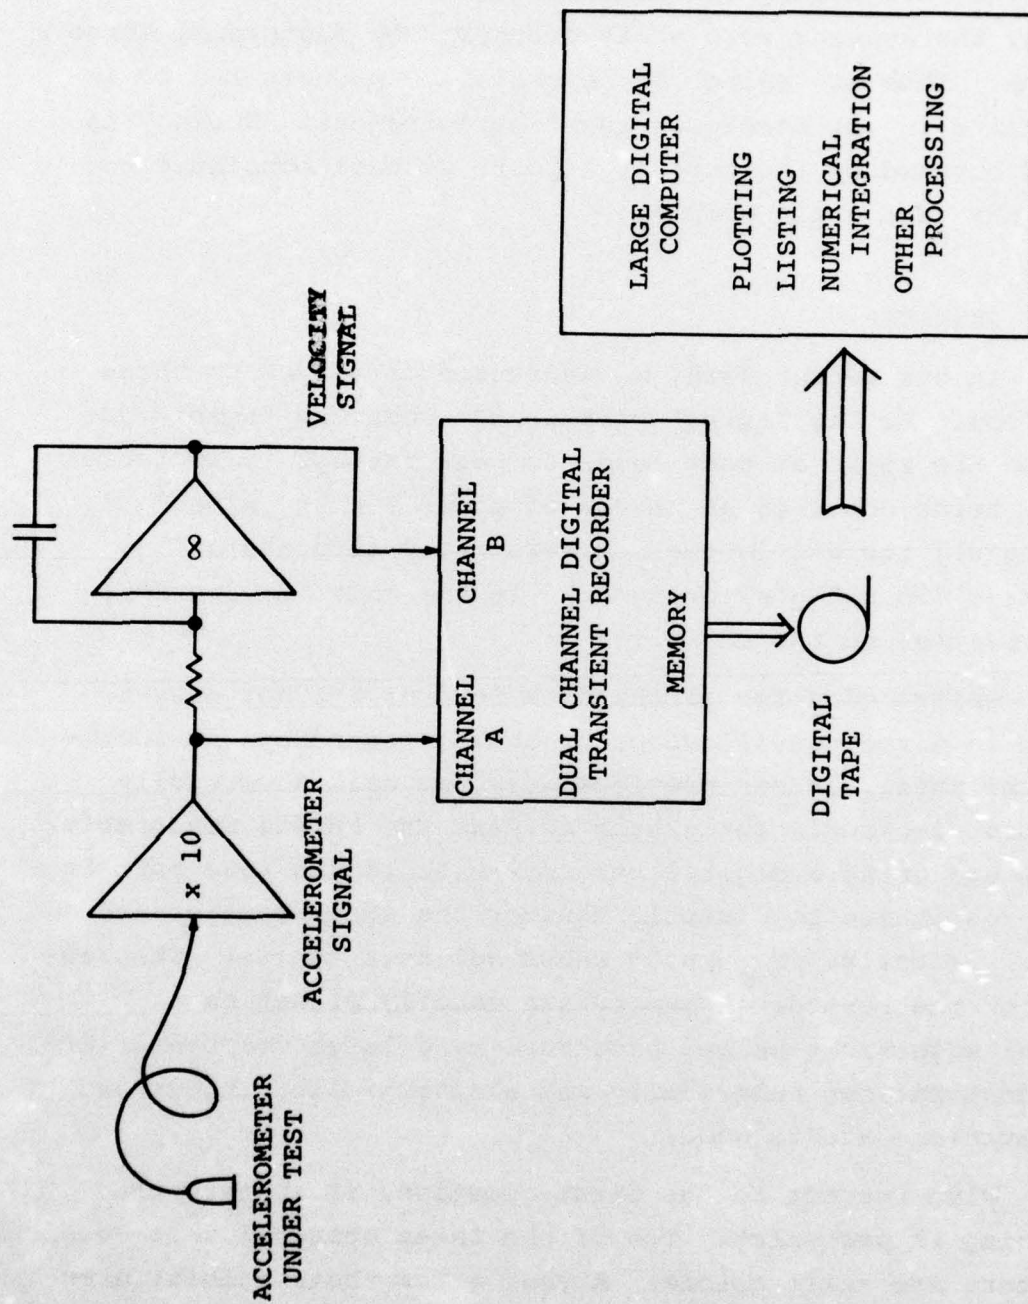 ACCELEROMETER
UNDER TEST
x 10
ACCELEROMETER
SIGNAL
∞
VELOCITY
SIGNAL
CHANNEL
A
CHANNEL
B
DUAL CHANNEL DIGITAL
TRANSIENT RECORDER
MEMORY
DIGITAL
TAPE
LARGE DIGITAL
COMPUTER
PLOTTING
LISTING
NUMERICAL
INTEGRATION
OTHER
PROCESSING